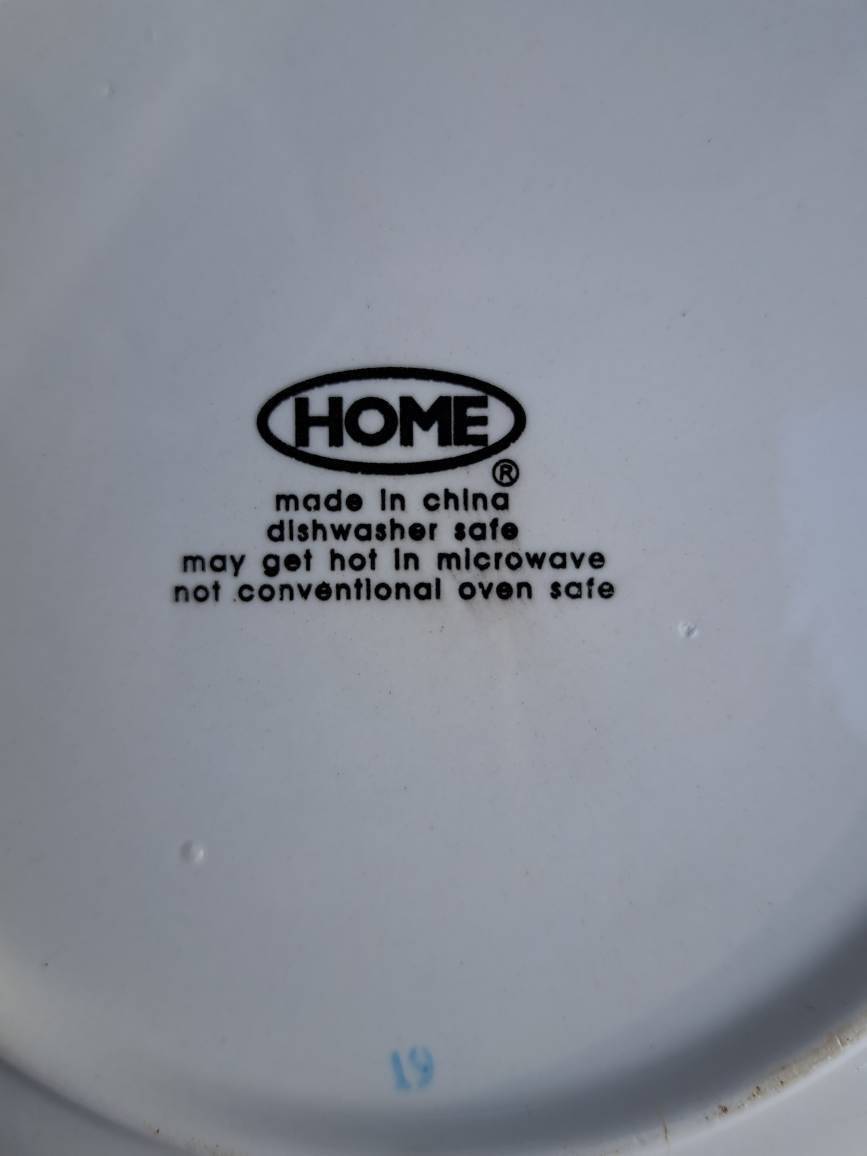 HOME
®
made in china
dishwasher safe
may get hot in microwave
not conventional oven safe
19